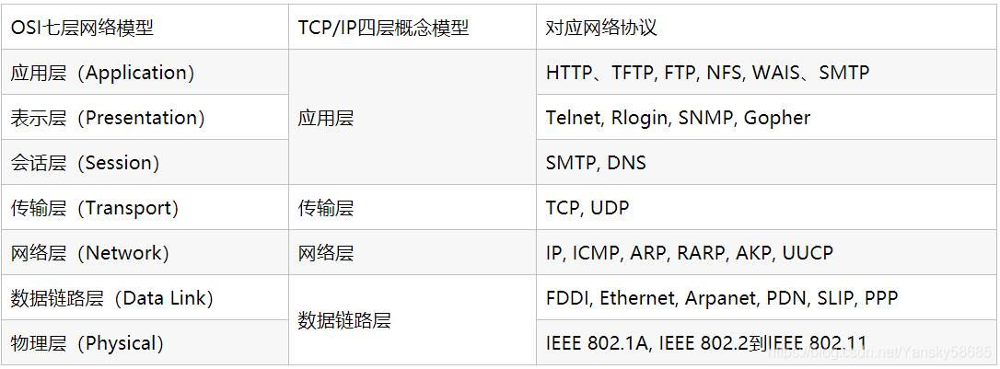 OSI七层网络模型 TCP/IP四层概念模型 对应网络协议
应用层（Application） HTTP、TFTP, FTP, NFS, WAIS、SMTP
表示层（Presentation） 应用层 Telnet, Rlogin, SNMP, Gopher
会话层（Session） SMTP, DNS
传输层（Transport） 传输层 TCP, UDP
网络层（Network） 网络层 IP, ICMP, ARP, RARP, AKP, UUCP
数据链路层（Data Link） FDDI, Ethernet, Arpanet, PDN, SLIP, PPP
数据链路层
物理层（Physical） IEEE 802.1A, IEEE 802.2到IEEE 802.11
https://blog.csdn.net/Yansky58685